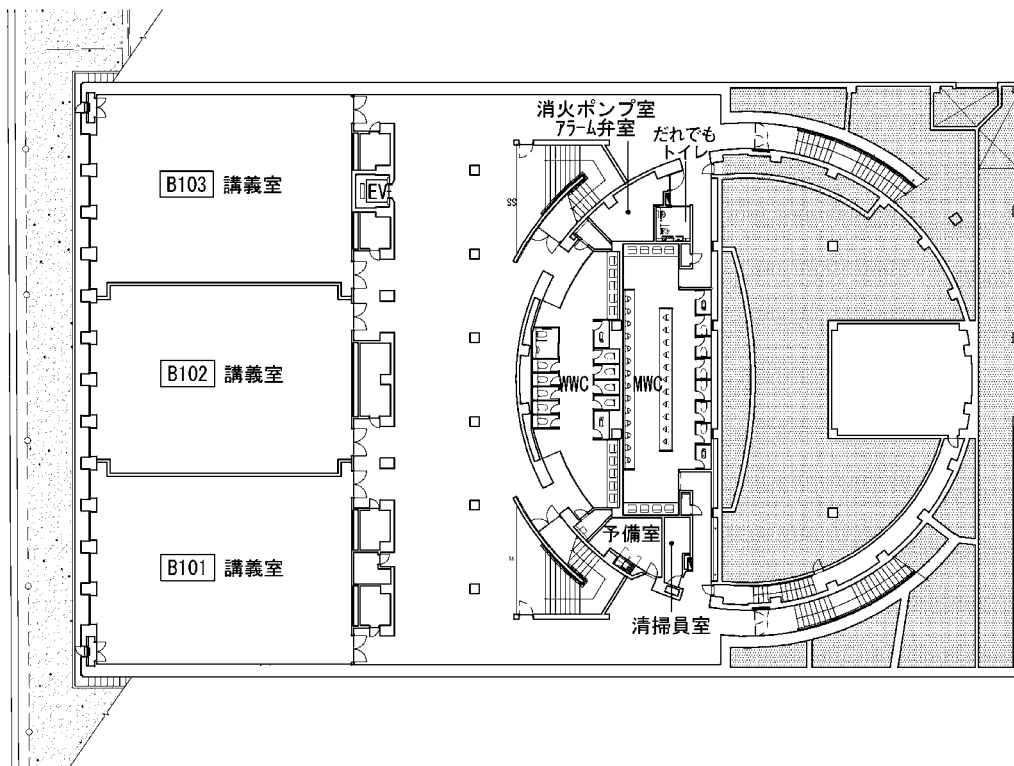 消火ポンプ室
アラーム弁室
だれでも
トイレ
B103 講義室
EV
SS
B102 講義室
WWC
MWC
予備室
SS
B101 講義室
清掃員室